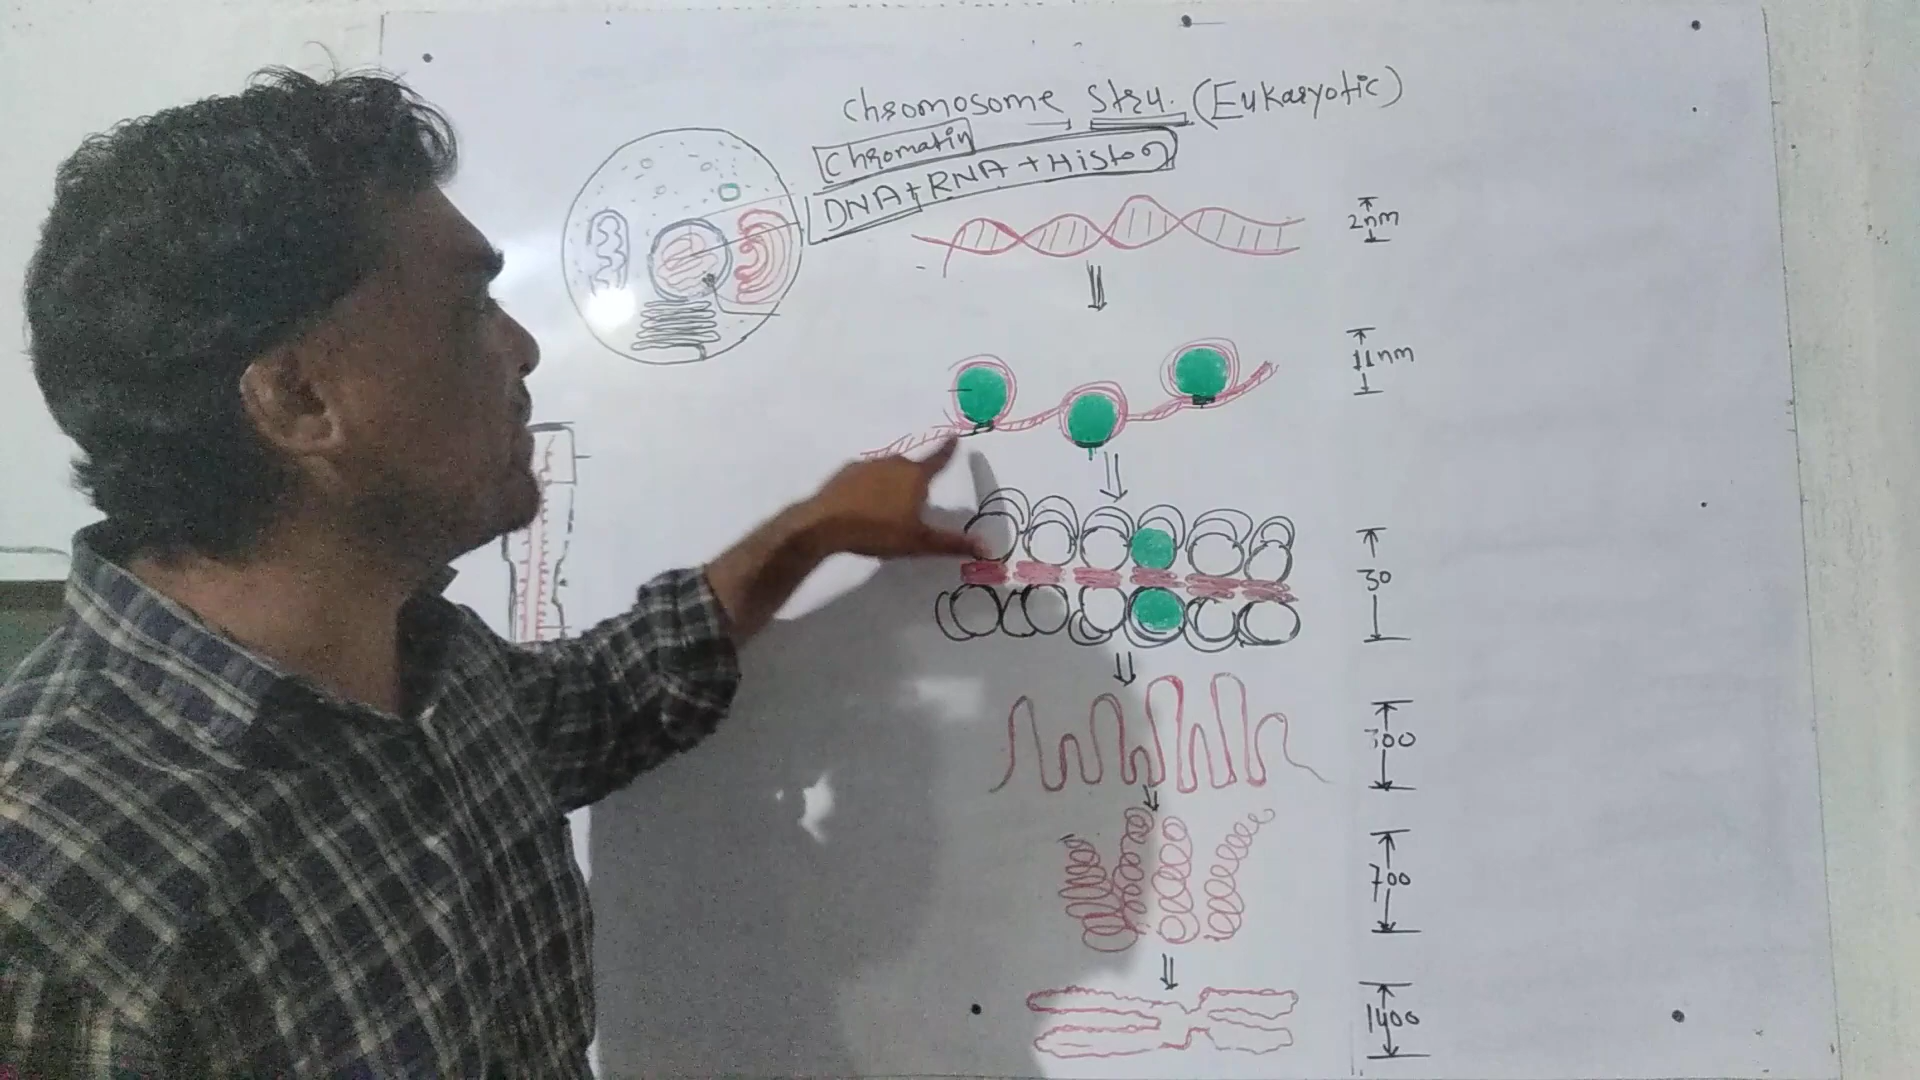 Chromosome Stru. (Eukaryotic)
Chromatin
DNA + RNA + Histon
2nm
11nm
30
300
700
1400